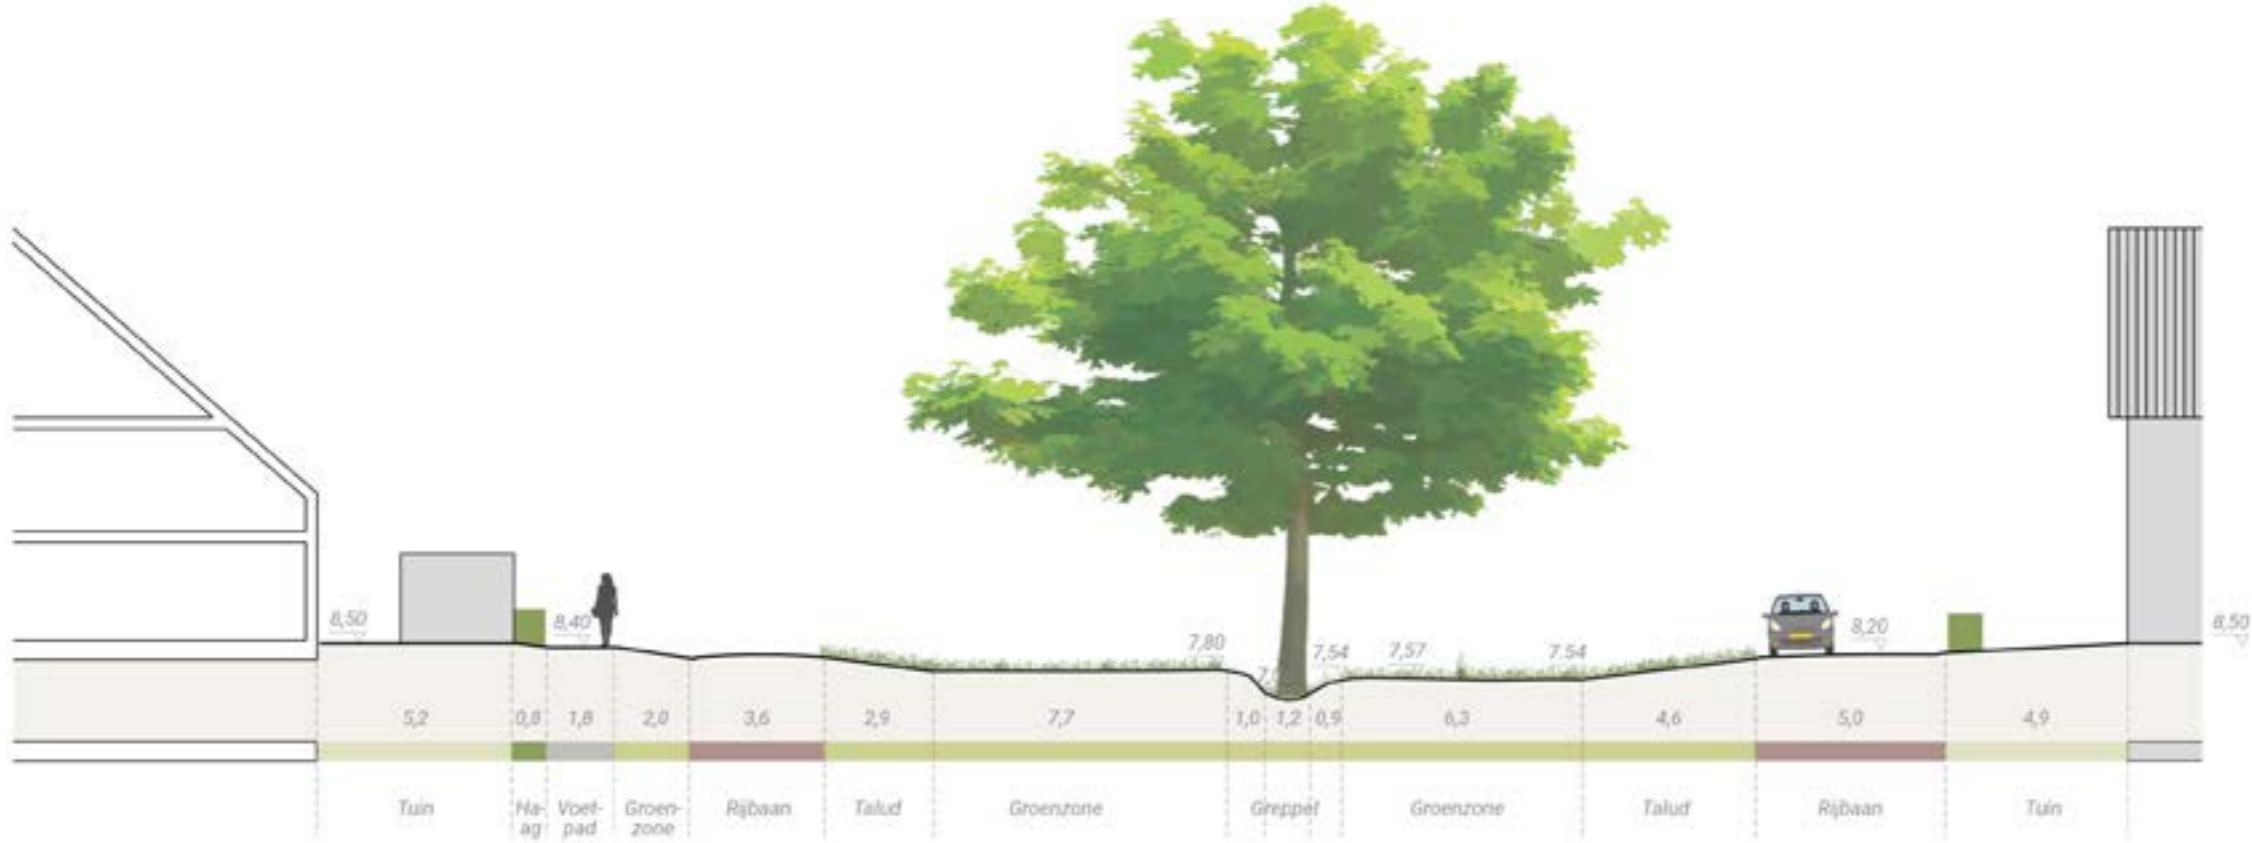 8,50
8,40
7,80
7,54
7,57
7.54
8,20
8,50
5,2 0,8 1,8 2,0 3,6 2,9 7,7 1,0 1,2 0,9 6,3 4,6 5,0 4,9
Tuin Ha- Voet- Groen- Rijbaan Talud Groenzone Greppel Groenzone Talud Rijbaan Tuin
ag pad zone